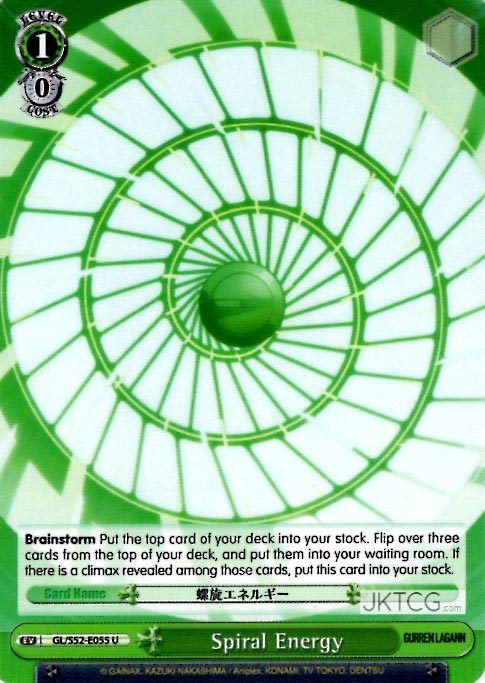 LEVEL
1
0
COST
Brainstorm Put the top card of your deck into your stock. Flip over three
cards from the top of your deck, and put them into your waiting room. If
there is a climax revealed among those cards, put this card into your stock.
Card Name 螺旋エネルギー
JKTCG.com
EV GL/S52-E055 U Spiral Energy GURREN LAGANN
© GAINAX, KAZUKI NAKASHIMA / Aniplex, KONAMI, TV TOKYO, DENTSU